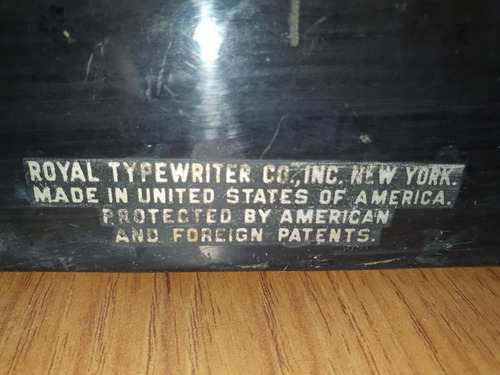 ROYAL TYPEWRITER CO., INC. NEW YORK.
MADE IN UNITED STATES OF AMERICA.
PROTECTED BY AMERICAN
AND FOREIGN PATENTS.